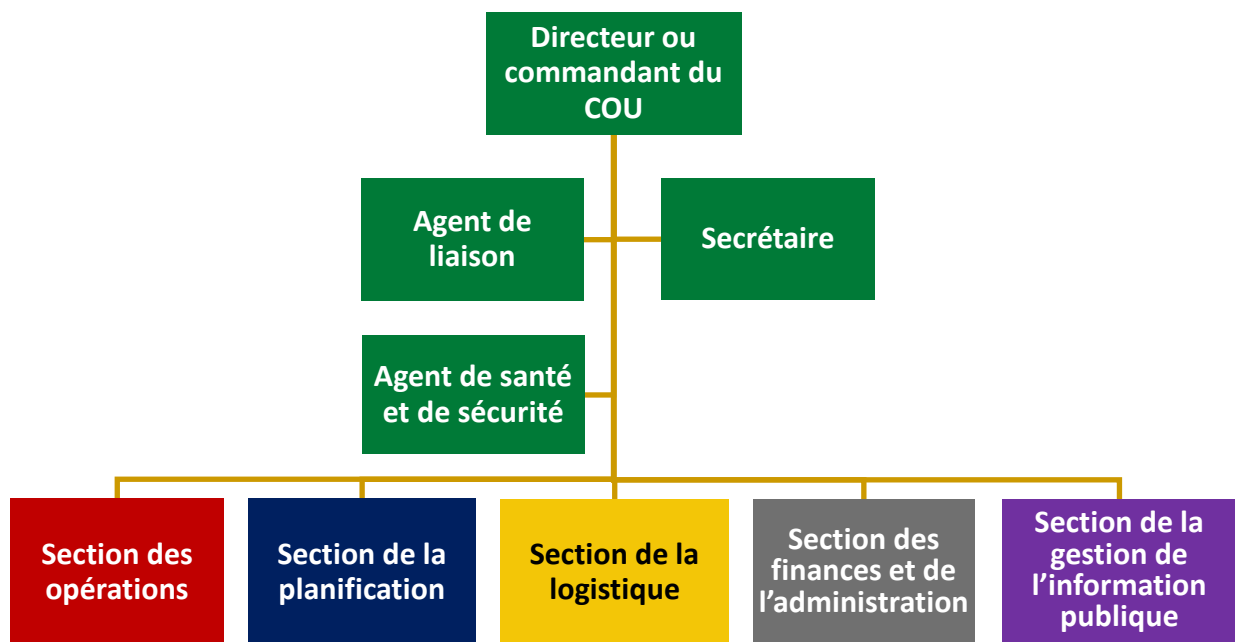 Directeur ou
commandant du
COU
Agent de
liaison
Secrétaire
Agent de santé
et de sécurité
Section des
opérations
Section de la
planification
Section de la
logistique
Section des
finances et de
l’administration
Section de la
gestion de
l’information
publique